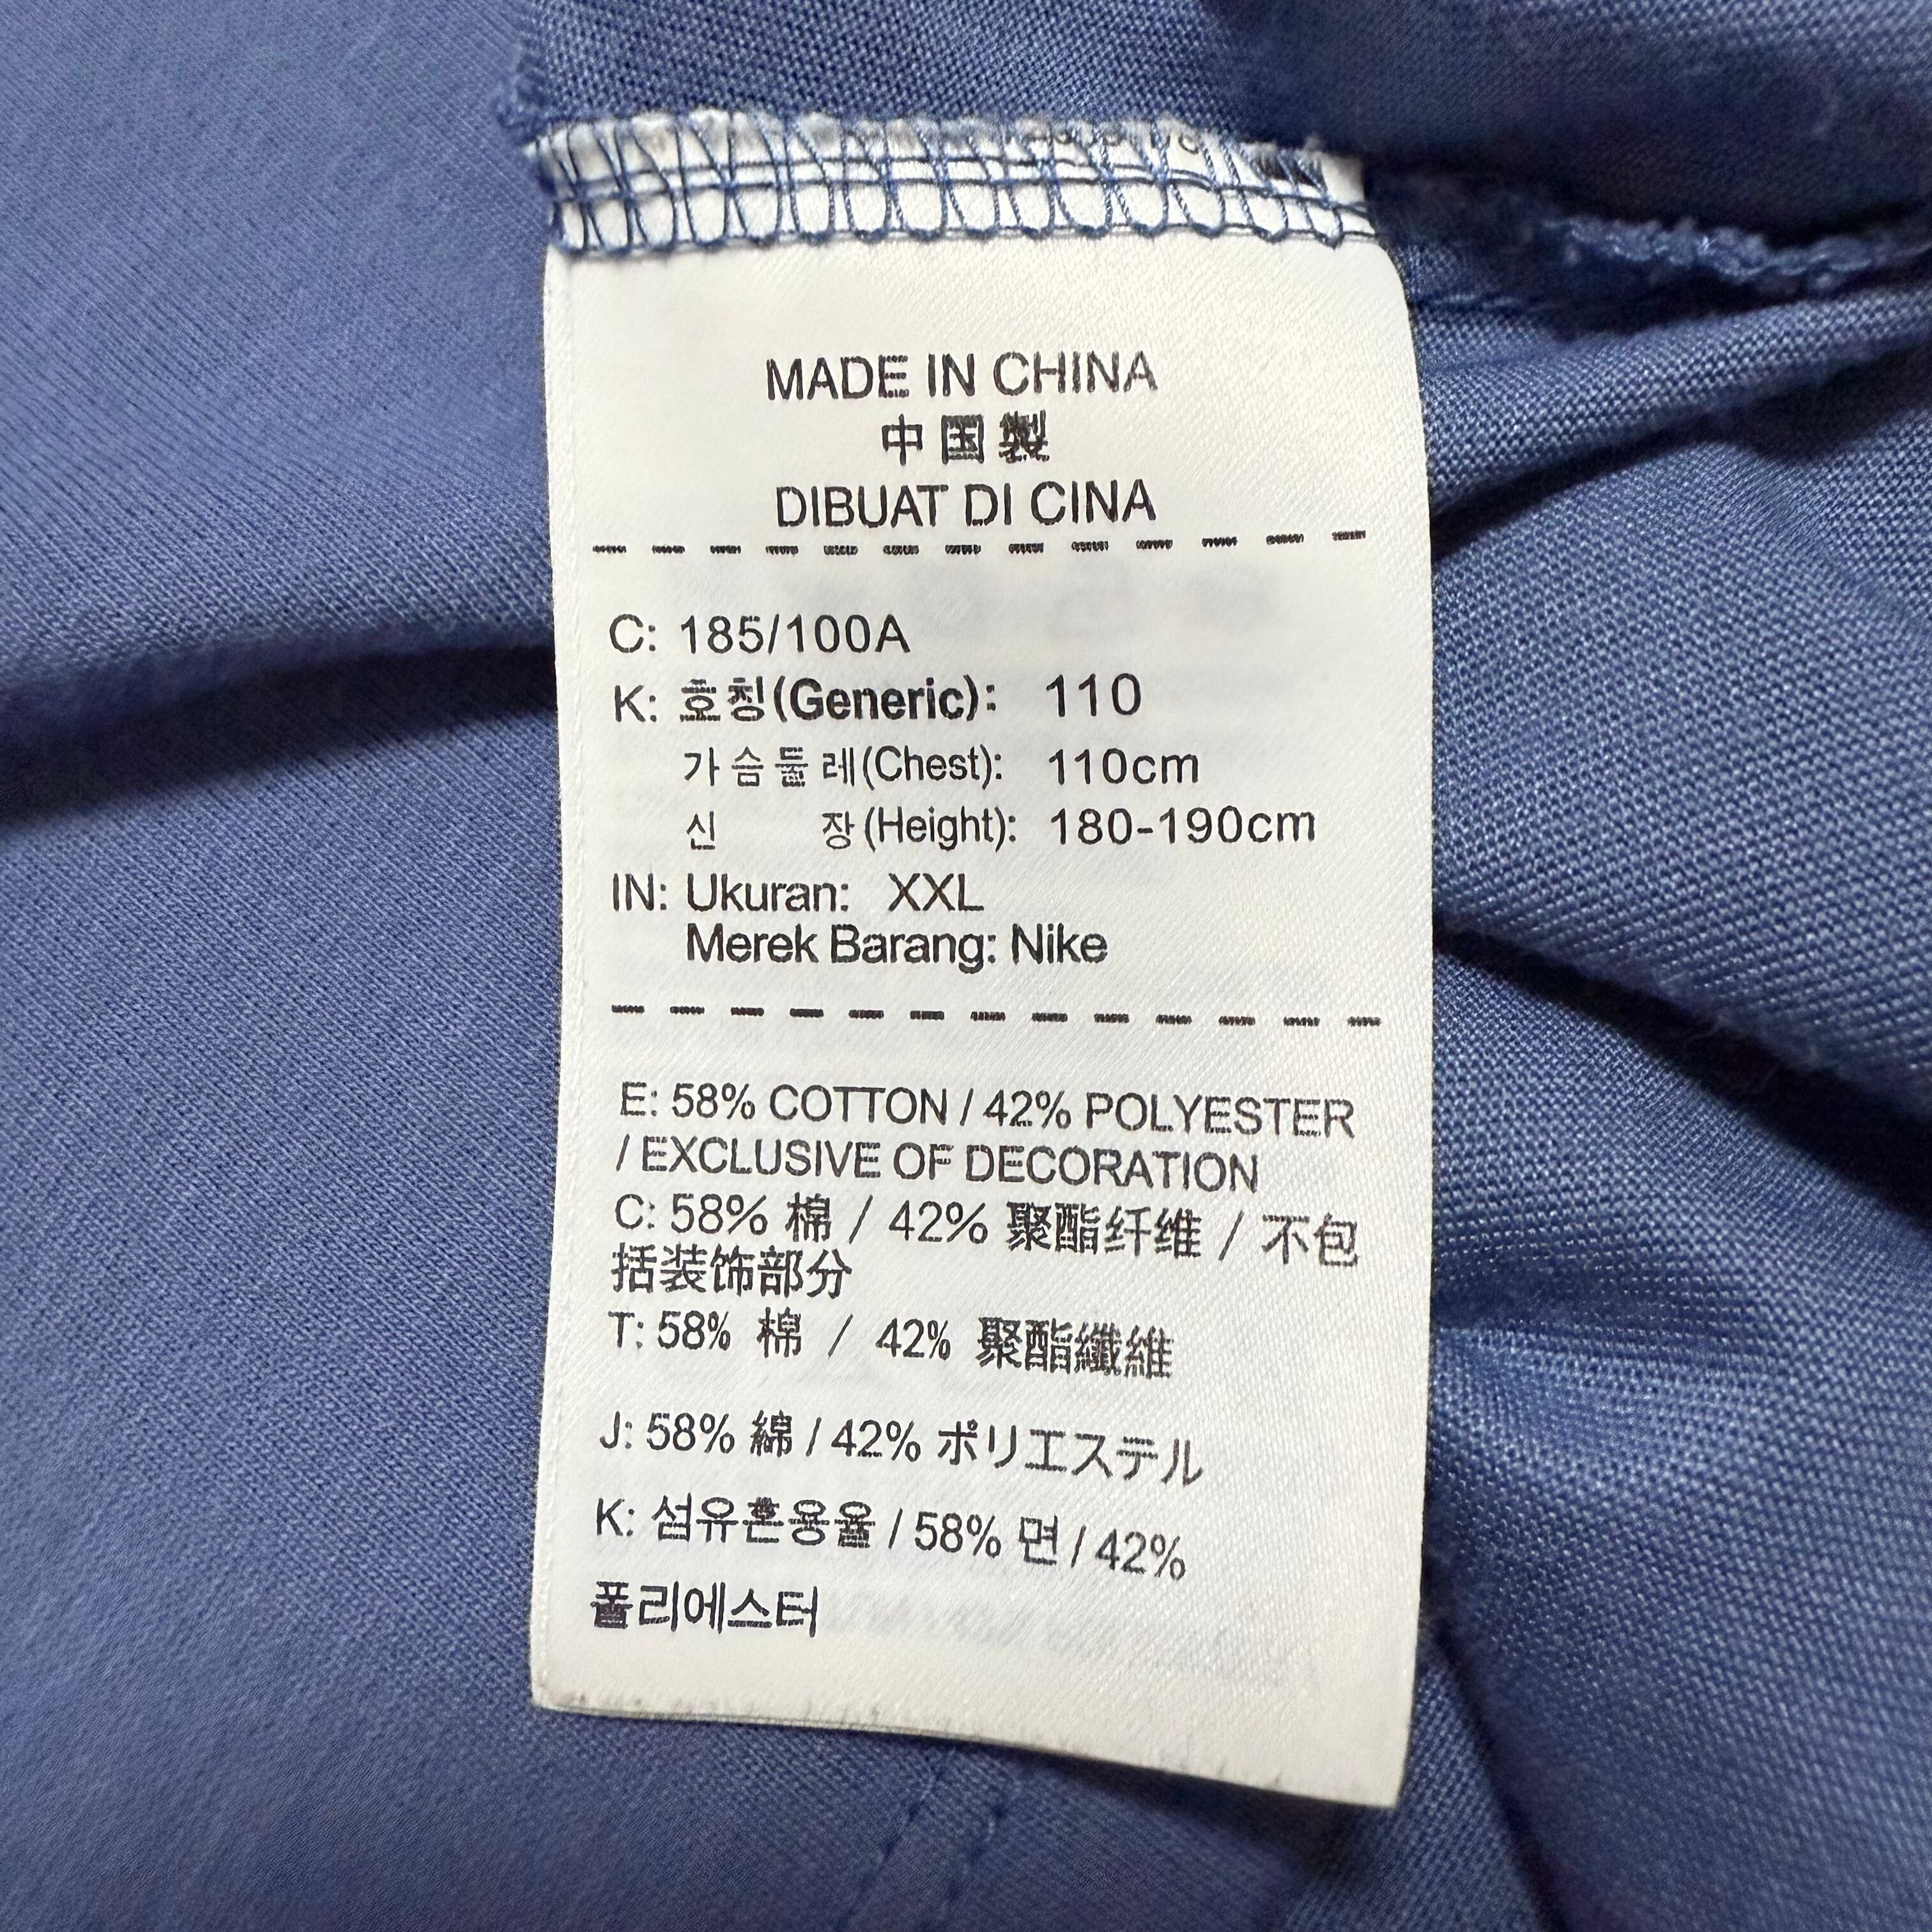 MADE IN CHINA
中国製
DIBUAT DI CINA
C: 185/100A
K: 호칭(Generic): 110
가슴둘레(Chest): 110cm
신 장(Height): 180-190cm
IN: Ukuran: XXL
Merek Barang: Nike
E: 58% COTTON / 42% POLYESTER
/ EXCLUSIVE OF DECORATION
C: 58% 棉 / 42% 聚酯纤维 / 不包
括装饰部分
T: 58% 棉 / 42% 聚酯纖維
J: 58% 綿 / 42% ポリエステル
K: 섬유혼용율 / 58% 면 / 42%
폴리에스터